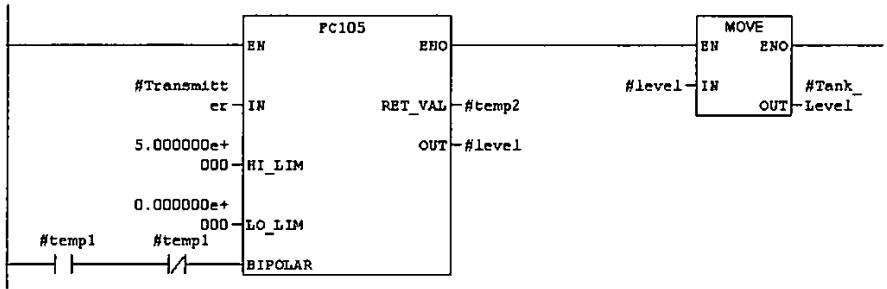 FC105
MOVE
EN ENO
EN ENO
#Transmitt
er IN
RET_VAL #temp2
#level IN
#Tank_
OUT Level
5.000000e+
000 HI_LIM
OUT #level
0.000000e+
000 LO_LIM
#temp1 #temp1
BIPOLAR